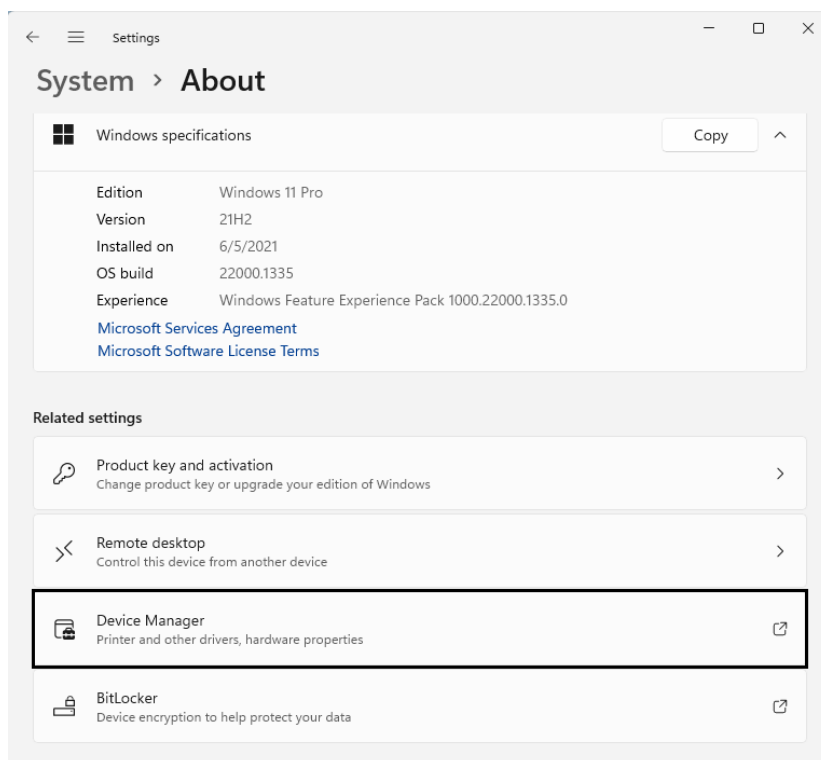 Settings
System > About
Windows specifications Copy
Edition Windows 11 Pro
Version 21H2
Installed on 6/5/2021
OS build 22000.1335
Experience Windows Feature Experience Pack 1000.22000.1335.0
Microsoft Services Agreement
Microsoft Software License Terms
Related settings
Product key and activation
Change product key or upgrade your edition of Windows
Remote desktop
Control this device from another device
Device Manager
Printer and other drivers, hardware properties
BitLocker
Device encryption to help protect your data